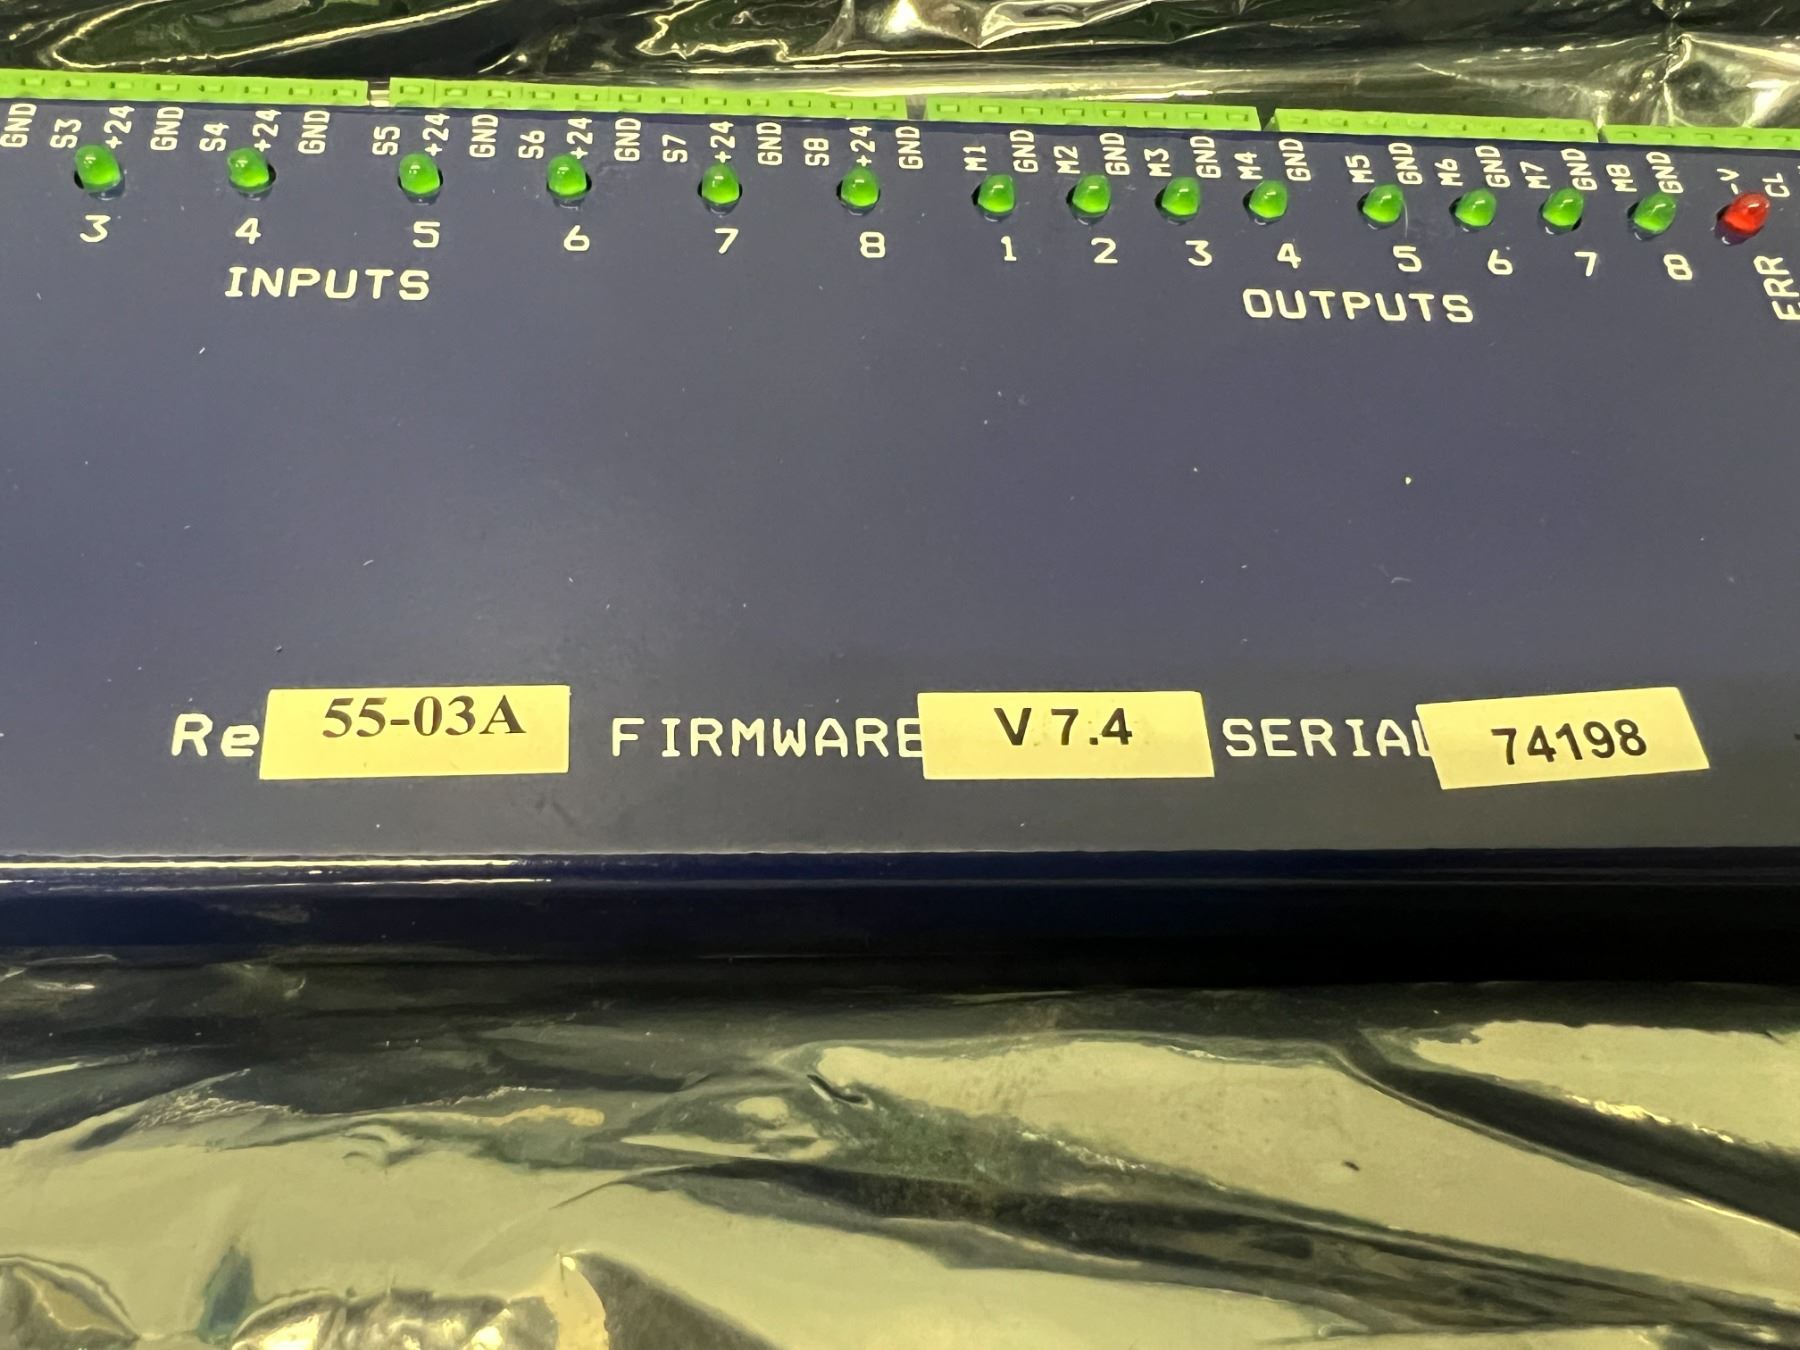 GND S3 +24 GND S4 +24 GND S5 +24 GND S6 +24 GND S7 +24 GND S8 +24 GND M1 GND M2 GND M3 GND M4 GND M5 GND M6 GND M7 GND M8 GND -V CL
3 4 5 6 7 8 1 2 3 4 5 6 7 8 ERR
INPUTS OUTPUTS
Re 55-03A FIRMWARE V 7.4 SERIAL 74198